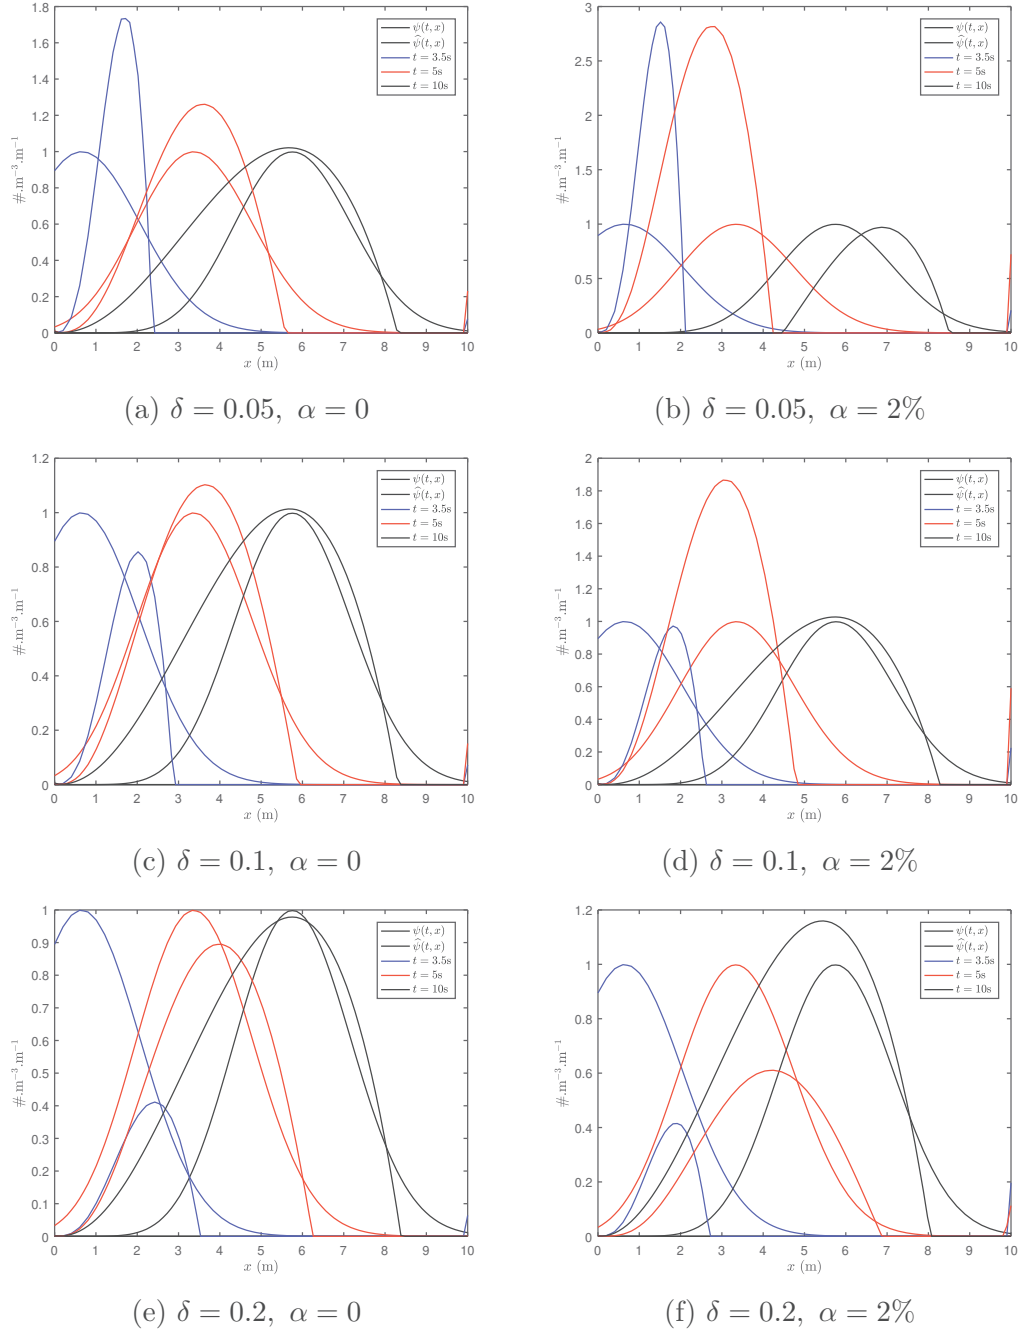 1.8
1.6
1.4
1.2
1
0.8
0.6
0.4
0.2
0
#.m⁻³.m⁻¹
0 1 2 3 4 5 6 7 8 9 10
x (m)
ψ(t, x)
ψ̂(t, x)
t = 3.5s
t = 5s
t = 10s
(a) δ = 0.05, α = 0
3
2.5
2
1.5
1
0.5
0
#.m⁻³.m⁻¹
0 1 2 3 4 5 6 7 8 9 10
x (m)
ψ(t, x)
ψ̂(t, x)
t = 3.5s
t = 5s
t = 10s
(b) δ = 0.05, α = 2%
1.2
1
0.8
0.6
0.4
0.2
0
#.m⁻³.m⁻¹
0 1 2 3 4 5 6 7 8 9 10
x (m)
ψ(t, x)
ψ̂(t, x)
t = 3.5s
t = 5s
t = 10s
(c) δ = 0.1, α = 0
2
1.8
1.6
1.4
1.2
1
0.8
0.6
0.4
0.2
0
#.m⁻³.m⁻¹
0 1 2 3 4 5 6 7 8 9 10
x (m)
ψ(t, x)
ψ̂(t, x)
t = 3.5s
t = 5s
t = 10s
(d) δ = 0.1, α = 2%
1
0.9
0.8
0.7
0.6
0.5
0.4
0.3
0.2
0.1
0
#.m⁻³.m⁻¹
0 1 2 3 4 5 6 7 8 9 10
x (m)
ψ(t, x)
ψ̂(t, x)
t = 3.5s
t = 5s
t = 10s
(e) δ = 0.2, α = 0
1.2
1
0.8
0.6
0.4
0.2
0
#.m⁻³.m⁻¹
0 1 2 3 4 5 6 7 8 9 10
x (m)
ψ(t, x)
ψ̂(t, x)
t = 3.5s
t = 5s
t = 10s
(f) δ = 0.2, α = 2%